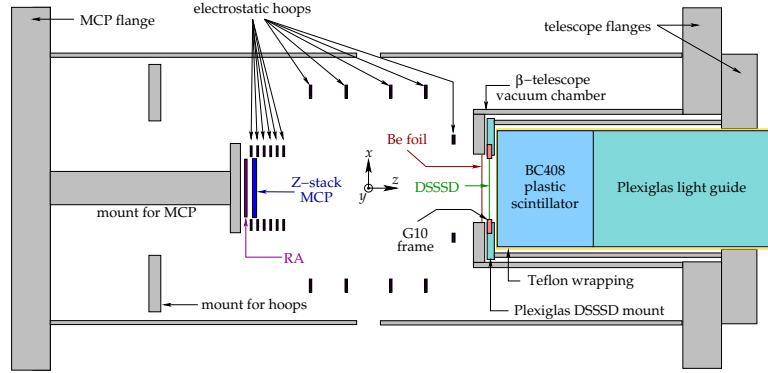 MCP flange
electrostatic hoops
telescope flanges
β−telescope
vacuum chamber
Be foil
x
z
y
Z−stack
MCP
DSSSD
BC408
plastic
scintillator
Plexiglas light guide
mount for MCP
G10
frame
RA
Teflon wrapping
mount for hoops
Plexiglas DSSSD mount